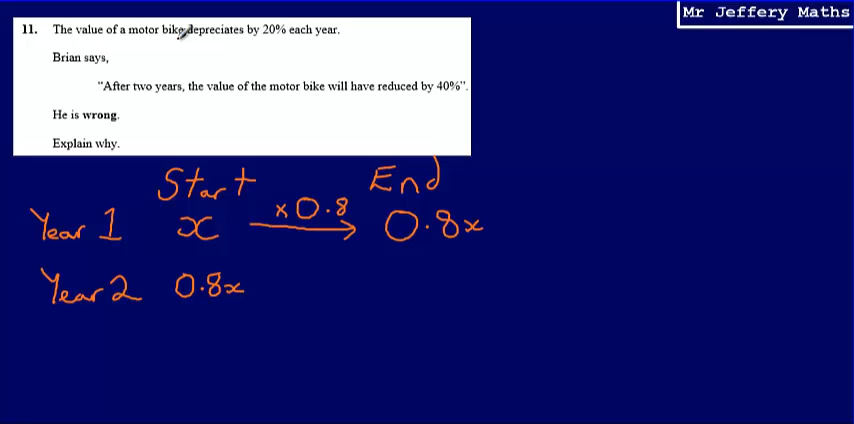 Mr Jeffery Maths
11. The value of a motor bike depreciates by 20% each year.
Brian says,
"After two years, the value of the motor bike will have reduced by 40%".
He is wrong.
Explain why.
Start End
Year 1 x × 0.8 0.8x
Year 2 0.8x